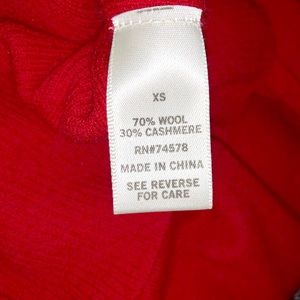 XS
70% WOOL
30% CASHMERE
RN#74578
MADE IN CHINA
SEE REVERSE
FOR CARE